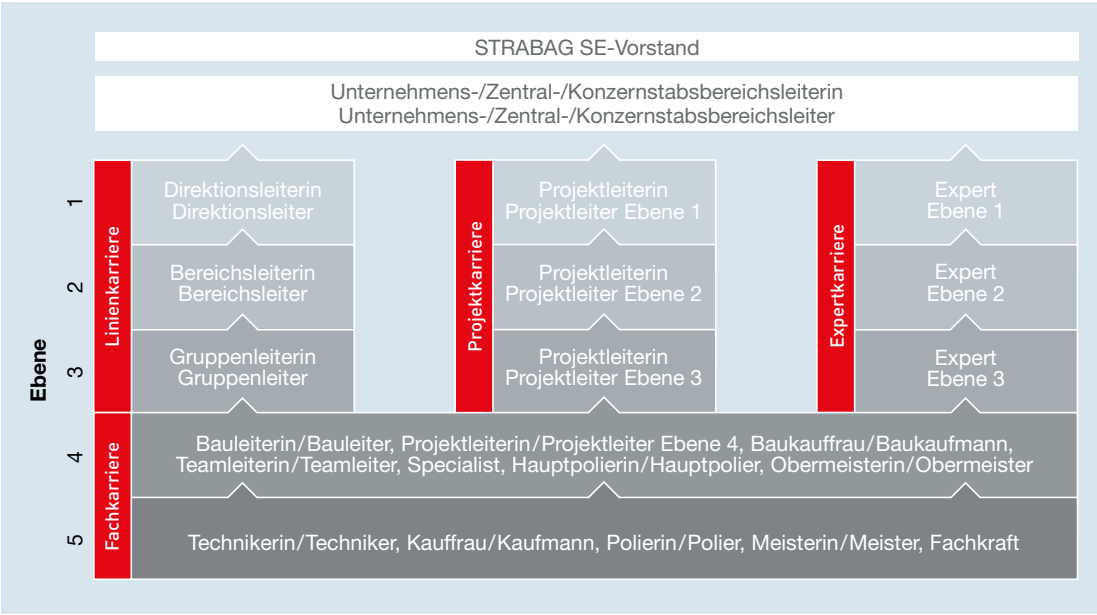 STRABAG SE-Vorstand
Unternehmens-/Zentral-/Konzernstabsbereichsleiterin
Unternehmens-/Zentral-/Konzernstabsbereichsleiter
Ebene
1
2
3
4
5
Linienkarriere
Direktionsleiterin
Direktionsleiter
Bereichsleiterin
Bereichsleiter
Gruppenleiterin
Gruppenleiter
Projektkarriere
Projektleiterin
Projektleiter Ebene 1
Projektleiterin
Projektleiter Ebene 2
Projektleiterin
Projektleiter Ebene 3
Expertkarriere
Expert
Ebene 1
Expert
Ebene 2
Expert
Ebene 3
Fachkarriere
Bauleiterin/Bauleiter, Projektleiterin/Projektleiter Ebene 4, Baukauffrau/Baukaufmann,
Teamleiterin/Teamleiter, Specialist, Hauptpolierin/Hauptpolier, Obermeisterin/Obermeister
Technikerin/Techniker, Kauffrau/Kaufmann, Polierin/Polier, Meisterin/Meister, Fachkraft